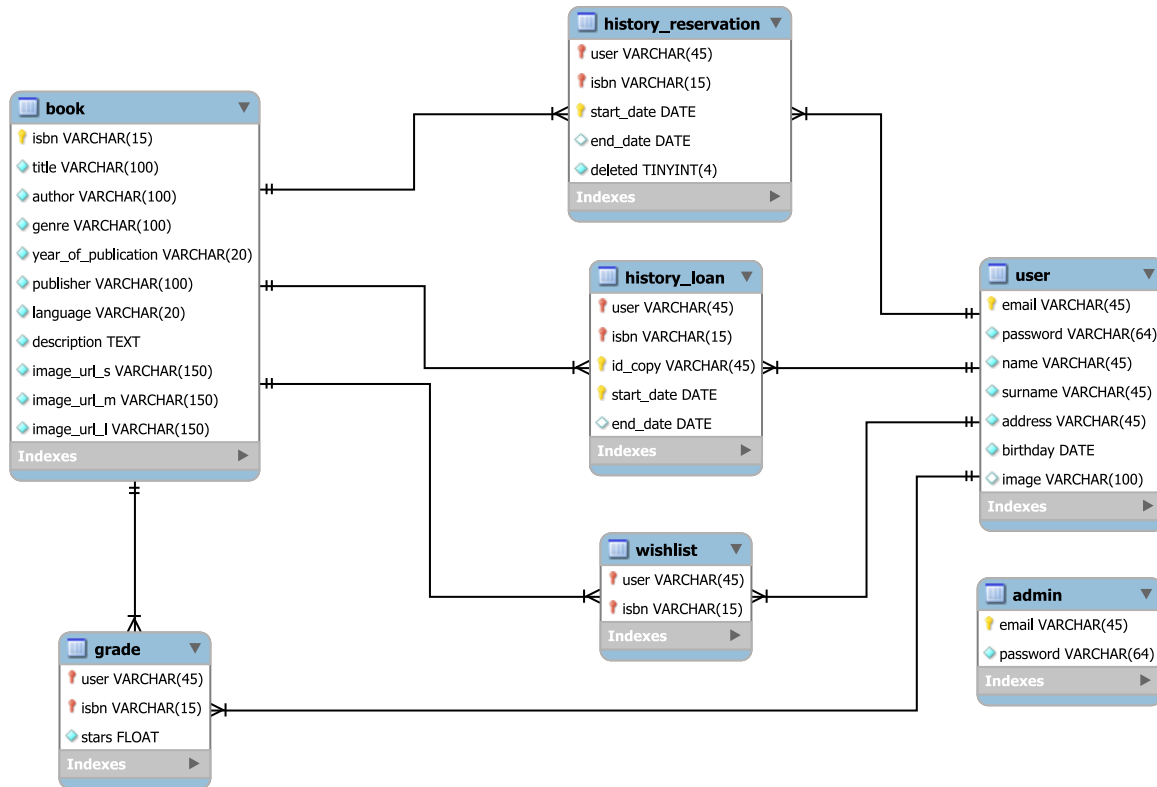 history_reservation
user VARCHAR(45)
isbn VARCHAR(15)
start_date DATE
end_date DATE
deleted TINYINT(4)
Indexes
book
isbn VARCHAR(15)
title VARCHAR(100)
author VARCHAR(100)
genre VARCHAR(100)
year_of_publication VARCHAR(20)
publisher VARCHAR(100)
language VARCHAR(20)
description TEXT
image_url_s VARCHAR(150)
image_url_m VARCHAR(150)
image_url_l VARCHAR(150)
Indexes
history_loan
user VARCHAR(45)
isbn VARCHAR(15)
id_copy VARCHAR(45)
start_date DATE
end_date DATE
Indexes
user
email VARCHAR(45)
password VARCHAR(64)
name VARCHAR(45)
surname VARCHAR(45)
address VARCHAR(45)
birthday DATE
image VARCHAR(100)
Indexes
wishlist
user VARCHAR(45)
isbn VARCHAR(15)
Indexes
admin
email VARCHAR(45)
password VARCHAR(64)
Indexes
grade
user VARCHAR(45)
isbn VARCHAR(15)
stars FLOAT
Indexes